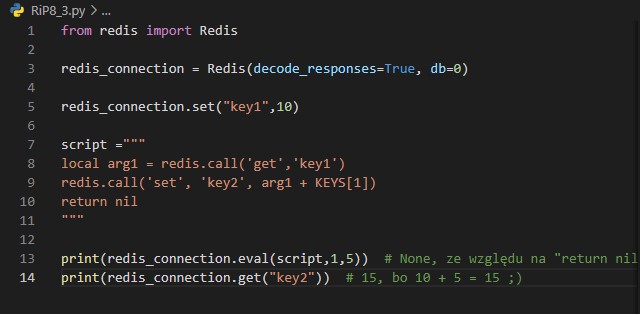 RiP8_3.py > ...
1 from redis import Redis
2
3 redis_connection = Redis(decode_responses=True, db=0)
4
5 redis_connection.set("key1",10)
6
7 script ="""
8 local arg1 = redis.call('get','key1')
9 redis.call('set', 'key2', arg1 + KEYS[1])
10 return nil
11 """
12
13 print(redis_connection.eval(script,1,5))  # None, ze względu na "return nil
14 print(redis_connection.get("key2"))  # 15, bo 10 + 5 = 15 ;)